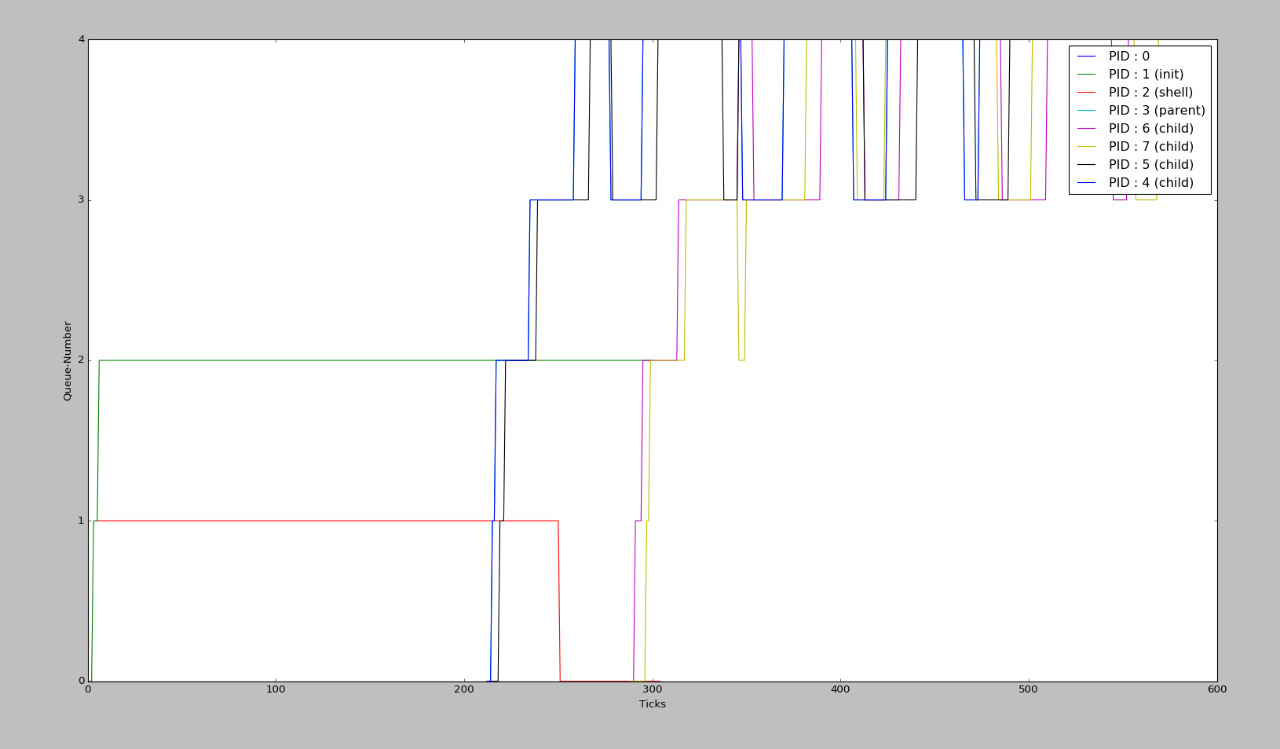 4
3
2
1
0
Queue-Number
0 100 200 300 400 500 600
Ticks
PID : 0
PID : 1 (init)
PID : 2 (shell)
PID : 3 (parent)
PID : 6 (child)
PID : 7 (child)
PID : 5 (child)
PID : 4 (child)